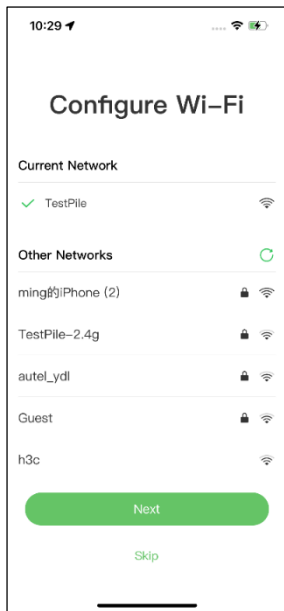 10:29
Configure Wi-Fi
Current Network
TestPile
Other Networks
ming的iPhone (2)
TestPile-2.4g
autel_ydl
Guest
h3c
Next
Skip